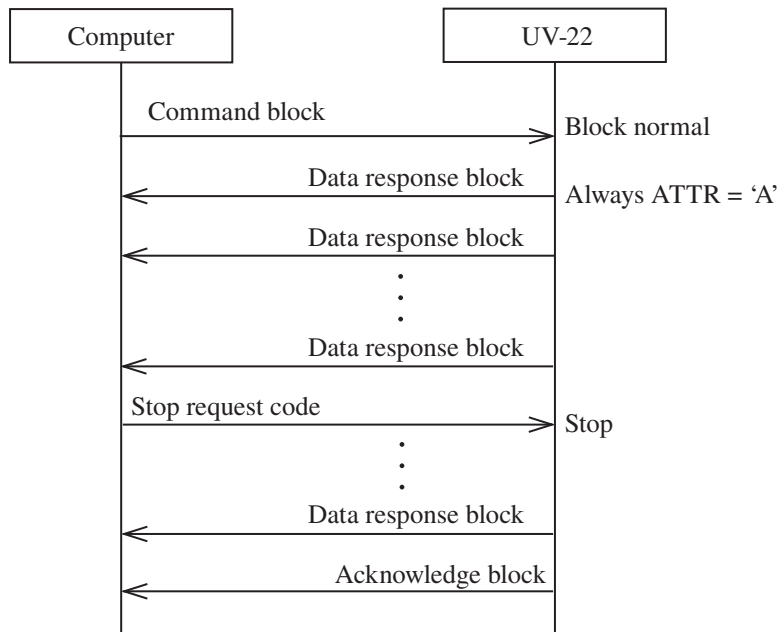 Computer
UV-22
Command block
Block normal
Data response block
Always ATTR = ‘A’
Data response block
Data response block
Stop request code
Stop
Data response block
Acknowledge block